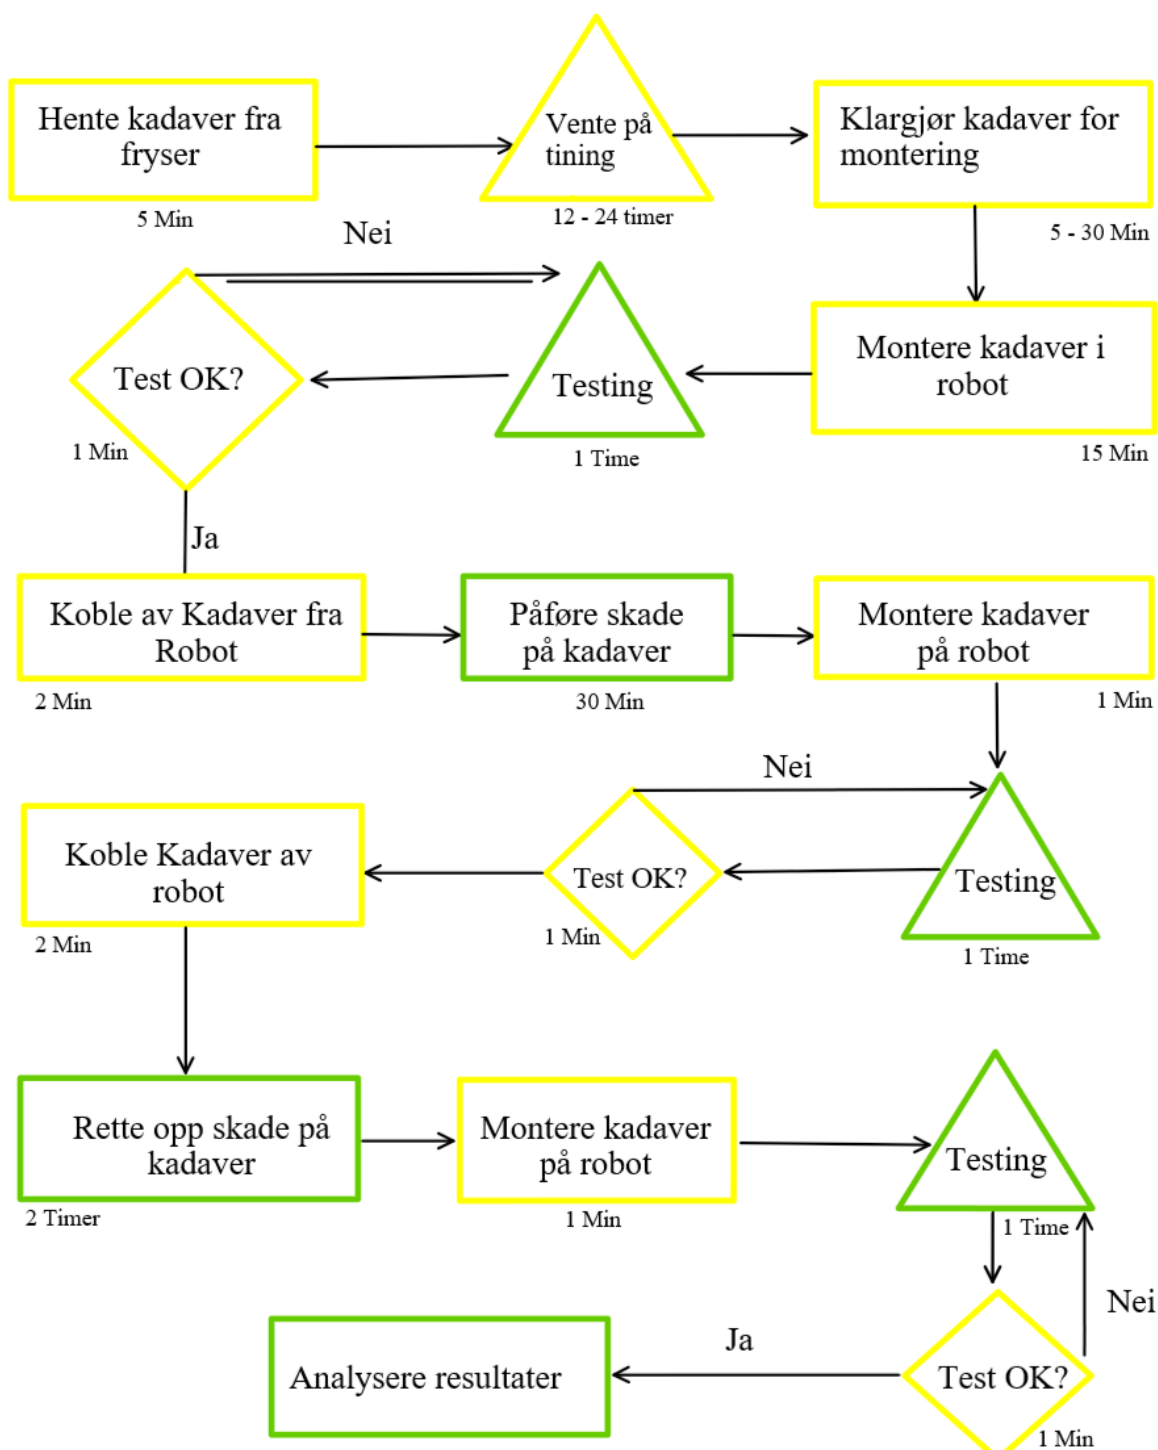 Hente kadaver fra
fryser
5 Min
Vente på
tining
12 - 24 timer
Klargjør kadaver for
montering
5 - 30 Min
Montere kadaver i
robot
15 Min
Testing
1 Time
Nei
Test OK?
1 Min
Ja
Koble av Kadaver fra
Robot
2 Min
Påføre skade
på kadaver
30 Min
Montere kadaver
på robot
1 Min
Testing
1 Time
Nei
Test OK?
1 Min
Koble Kadaver av
robot
2 Min
Rette opp skade på
kadaver
2 Timer
Montere kadaver
på robot
1 Min
Testing
1 Time
Nei
Test OK?
1 Min
Ja
Analysere resultater